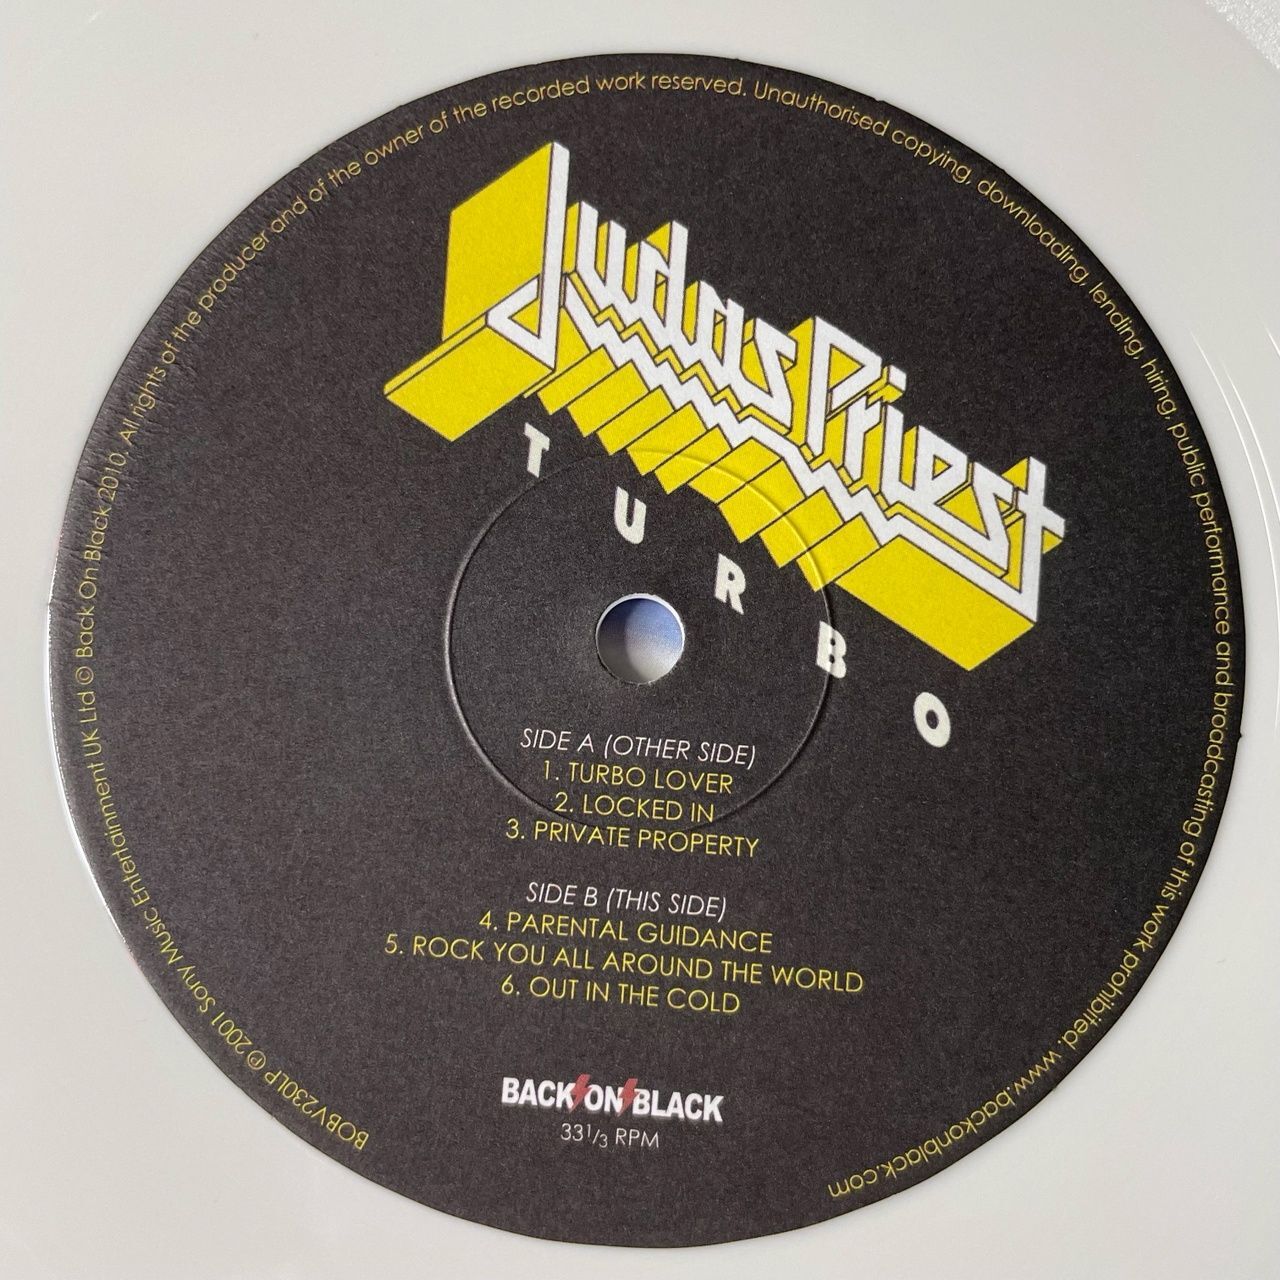 Judas Priest
TURBO
SIDE A (OTHER SIDE)
1. TURBO LOVER
2. LOCKED IN
3. PRIVATE PROPERTY
SIDE B (THIS SIDE)
4. PARENTAL GUIDANCE
5. ROCK YOU ALL AROUND THE WORLD
6. OUT IN THE COLD
BACK ON BLACK
33 1/3 RPM
BOBV230LP ℗ 2001 Sony Music Entertainment UK Ltd © Back On Black 2010. All rights of the producer and of the owner of the recorded work reserved. Unauthorised copying, downloading, lending, hiring, public performance and broadcasting of this work prohibited. www.backonblack.com